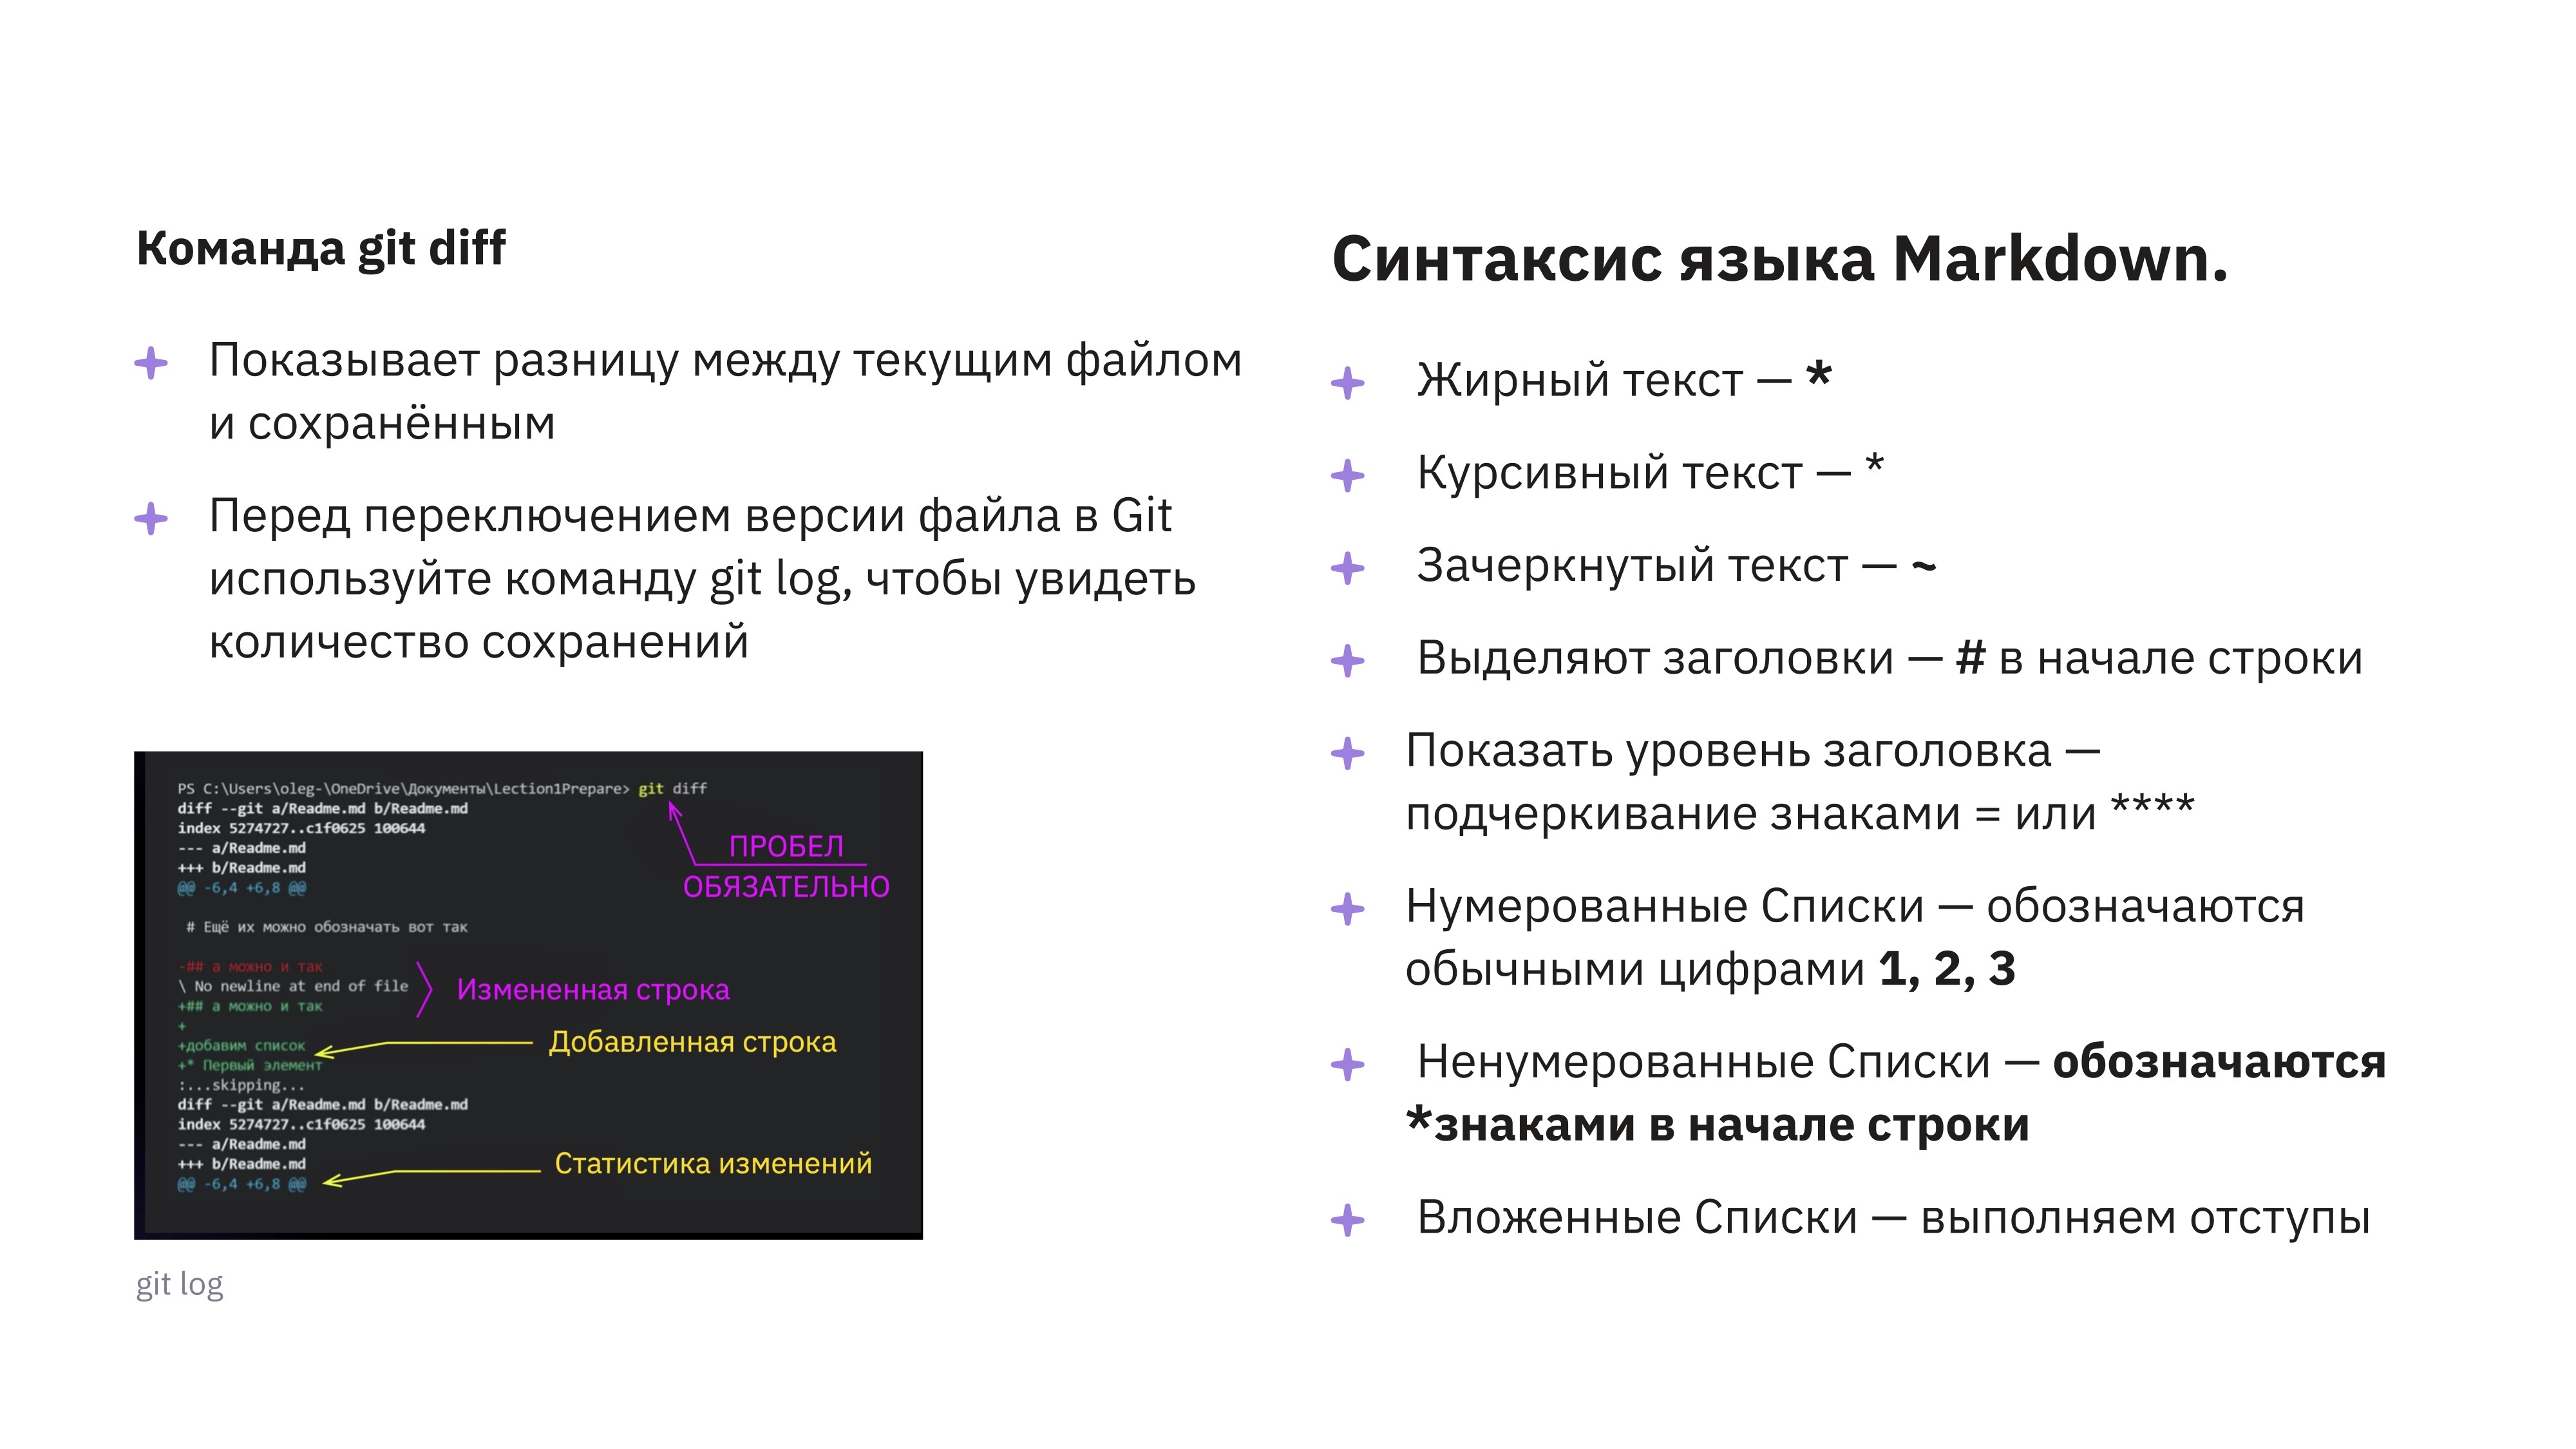 Команда git diff
Показывает разницу между текущим файлом
и сохранённым
Перед переключением версии файла в Git
используйте команду git log, чтобы увидеть
количество сохранений
PS C:\Users\oleg-\OneDrive\Документы\Lection1Prepare> git diff
diff --git a/Readme.md b/Readme.md
index 5274727..c1f0625 100644
--- a/Readme.md
+++ b/Readme.md
@@ -6,4 +6,8 @@
ПРОБЕЛ
ОБЯЗАТЕЛЬНО
# Ещё их можно обозначать вот так
-## а можно и так
\ No newline at end of file
+## а можно и так
Измененная строка
+
+добавим список
+* Первый элемент
Добавленная строка
:...skipping...
diff --git a/Readme.md b/Readme.md
index 5274727..c1f0625 100644
--- a/Readme.md
+++ b/Readme.md
@@ -6,4 +6,8 @@
Статистика изменений
git log
Синтаксис языка Markdown.
Жирный текст — *
Курсивный текст — *
Зачеркнутый текст — ~
Выделяют заголовки — # в начале строки
Показать уровень заголовка —
подчеркивание знаками = или ****
Нумерованные Списки — обозначаются
обычными цифрами 1, 2, 3
Ненумерованные Списки — обозначаются
*знаками в начале строки
Вложенные Списки — выполняем отступы